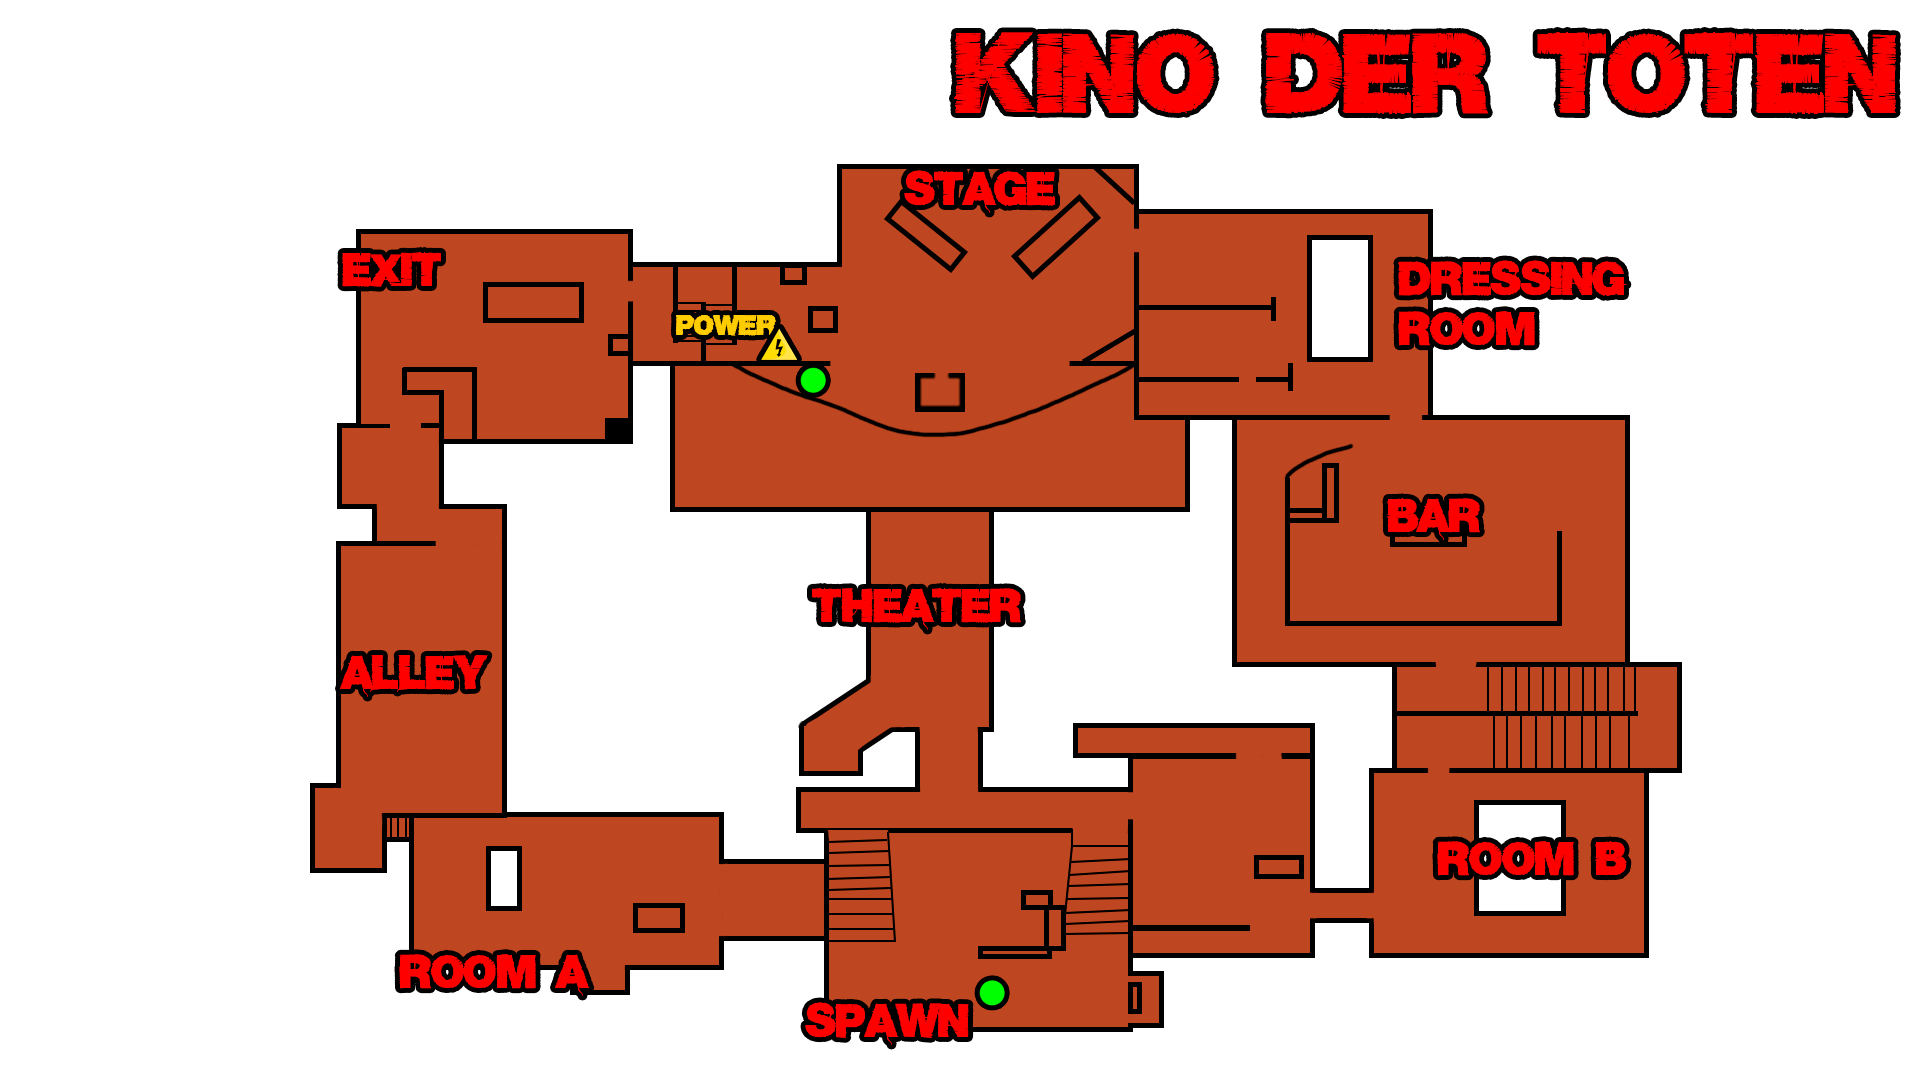 KINO DER TOTEN
STAGE
EXIT
DRESSING
ROOM
POWER
BAR
THEATER
ALLEY
ROOM B
ROOM A
SPAWN